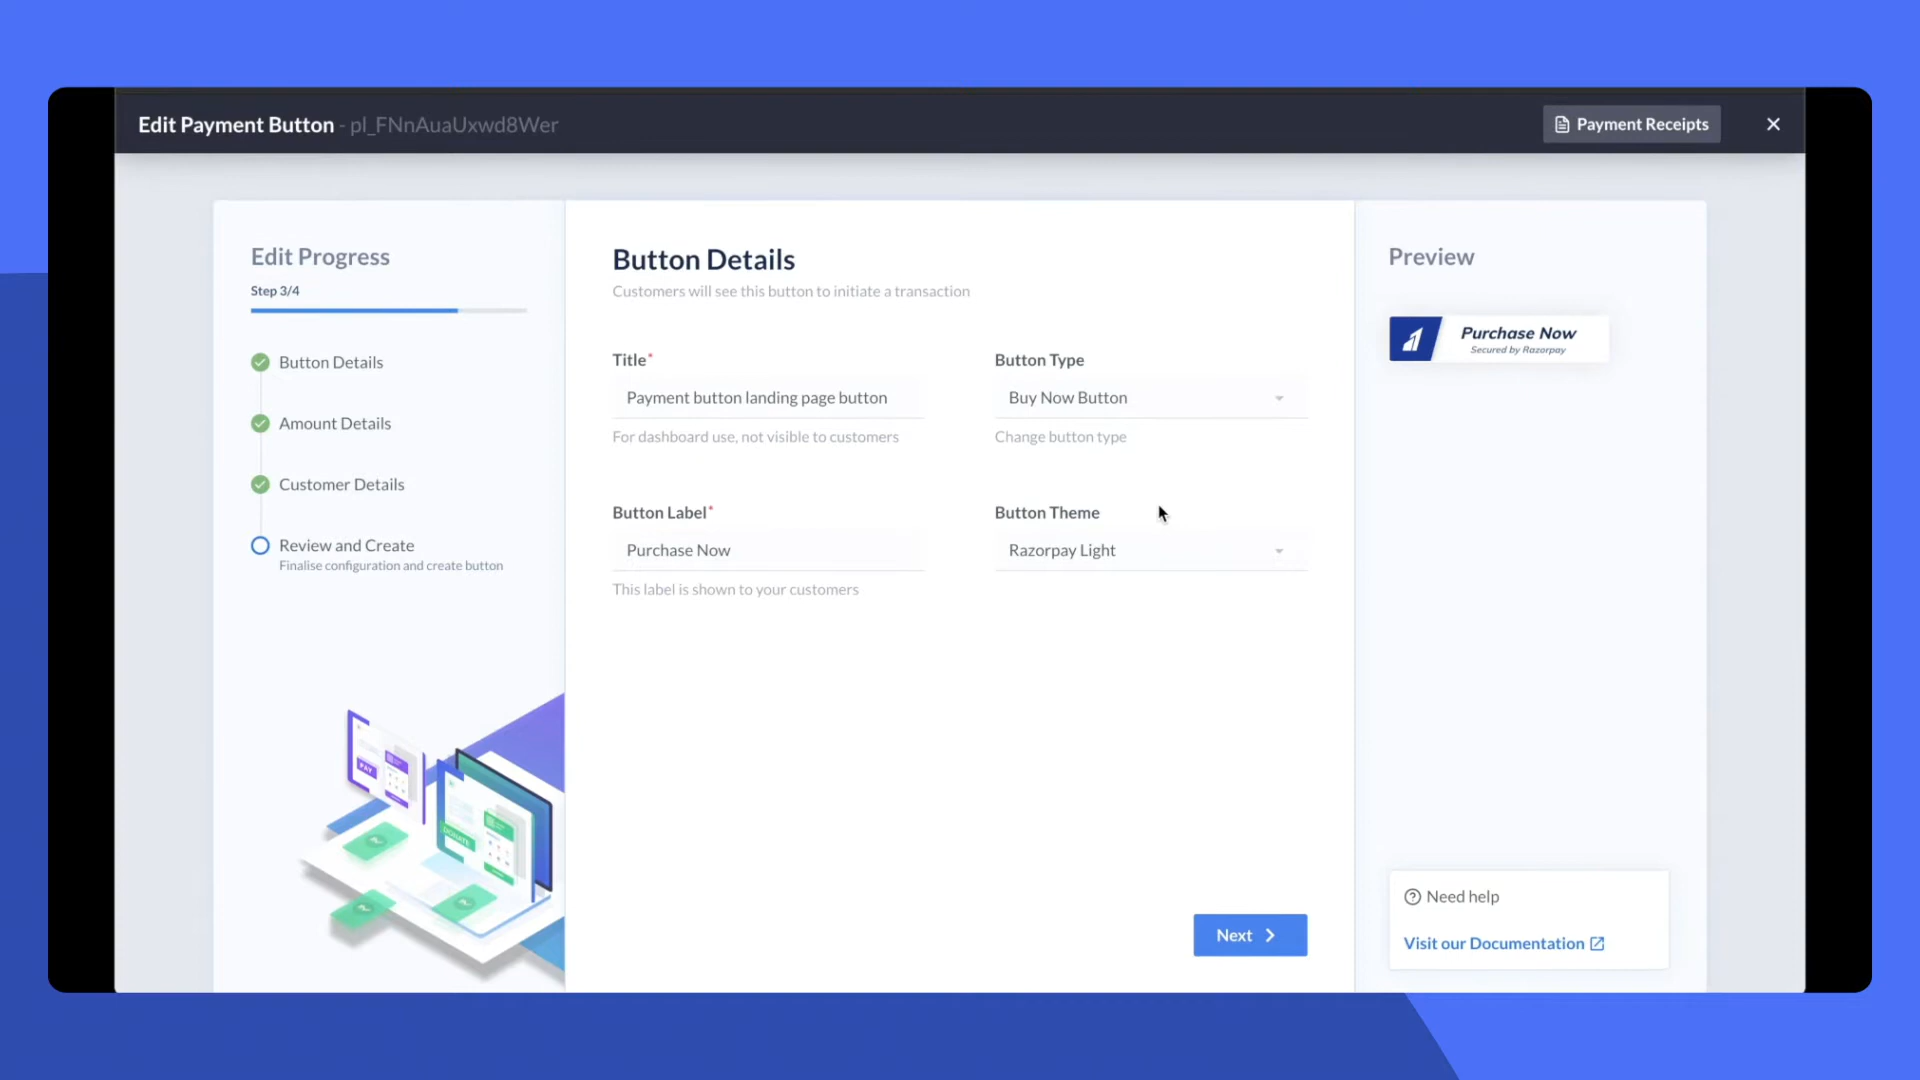 Edit Payment Button - pl_FNnAuaUxwd8Wer
Payment Receipts
Edit Progress
Step 3/4
Button Details
Amount Details
Customer Details
Review and Create
Finalise configuration and create button
PAY
DONATE
Button Details
Customers will see this button to initiate a transaction
Title*
Payment button landing page button
For dashboard use, not visible to customers
Button Type
Buy Now Button
Change button type
Button Label*
Purchase Now
This label is shown to your customers
Button Theme
Razorpay Light
Next
Preview
Purchase Now
Secured by Razorpay
Need help
Visit our Documentation